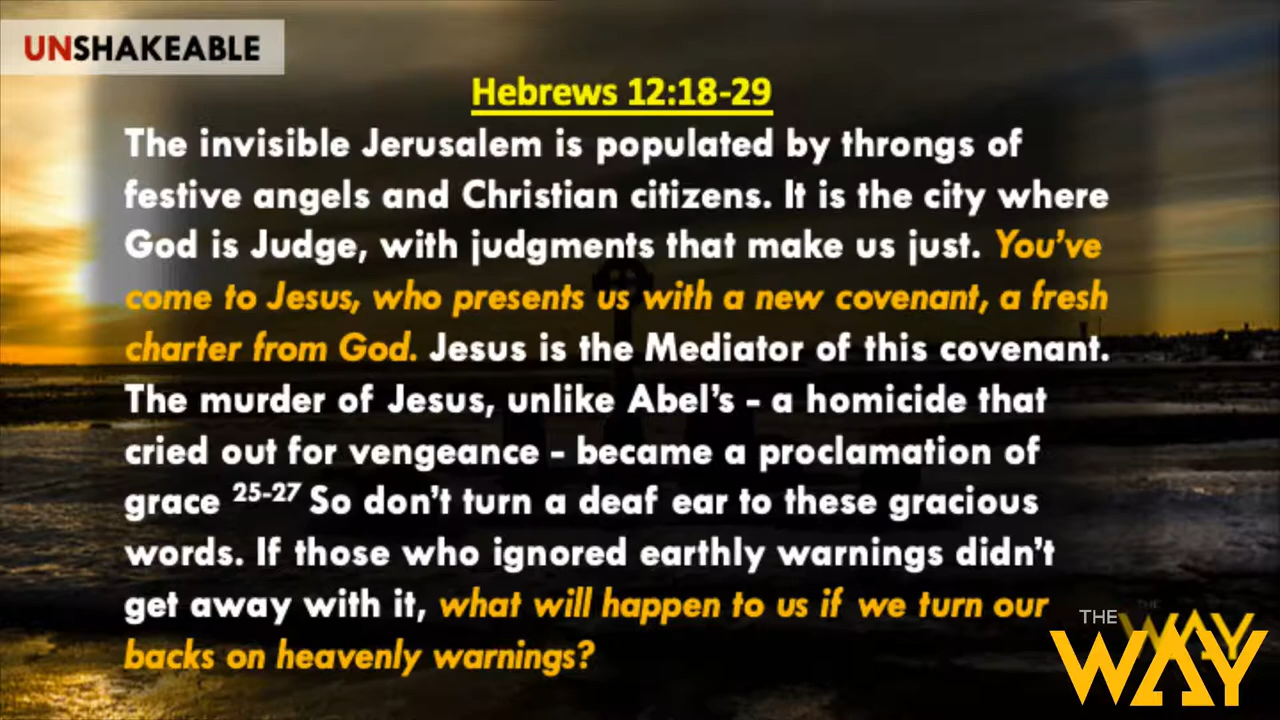 UNSHAKEABLE
Hebrews 12:18-29
The invisible Jerusalem is populated by throngs of
festive angels and Christian citizens. It is the city where
God is Judge, with judgments that make us just. You’ve
come to Jesus, who presents us with a new covenant, a fresh
charter from God. Jesus is the Mediator of this covenant.
The murder of Jesus, unlike Abel’s - a homicide that
cried out for vengeance - became a proclamation of
grace 25-27 So don’t turn a deaf ear to these gracious
words. If those who ignored earthly warnings didn’t
get away with it, what will happen to us if we turn our
backs on heavenly warnings?
THE
WAY
THE
WAY